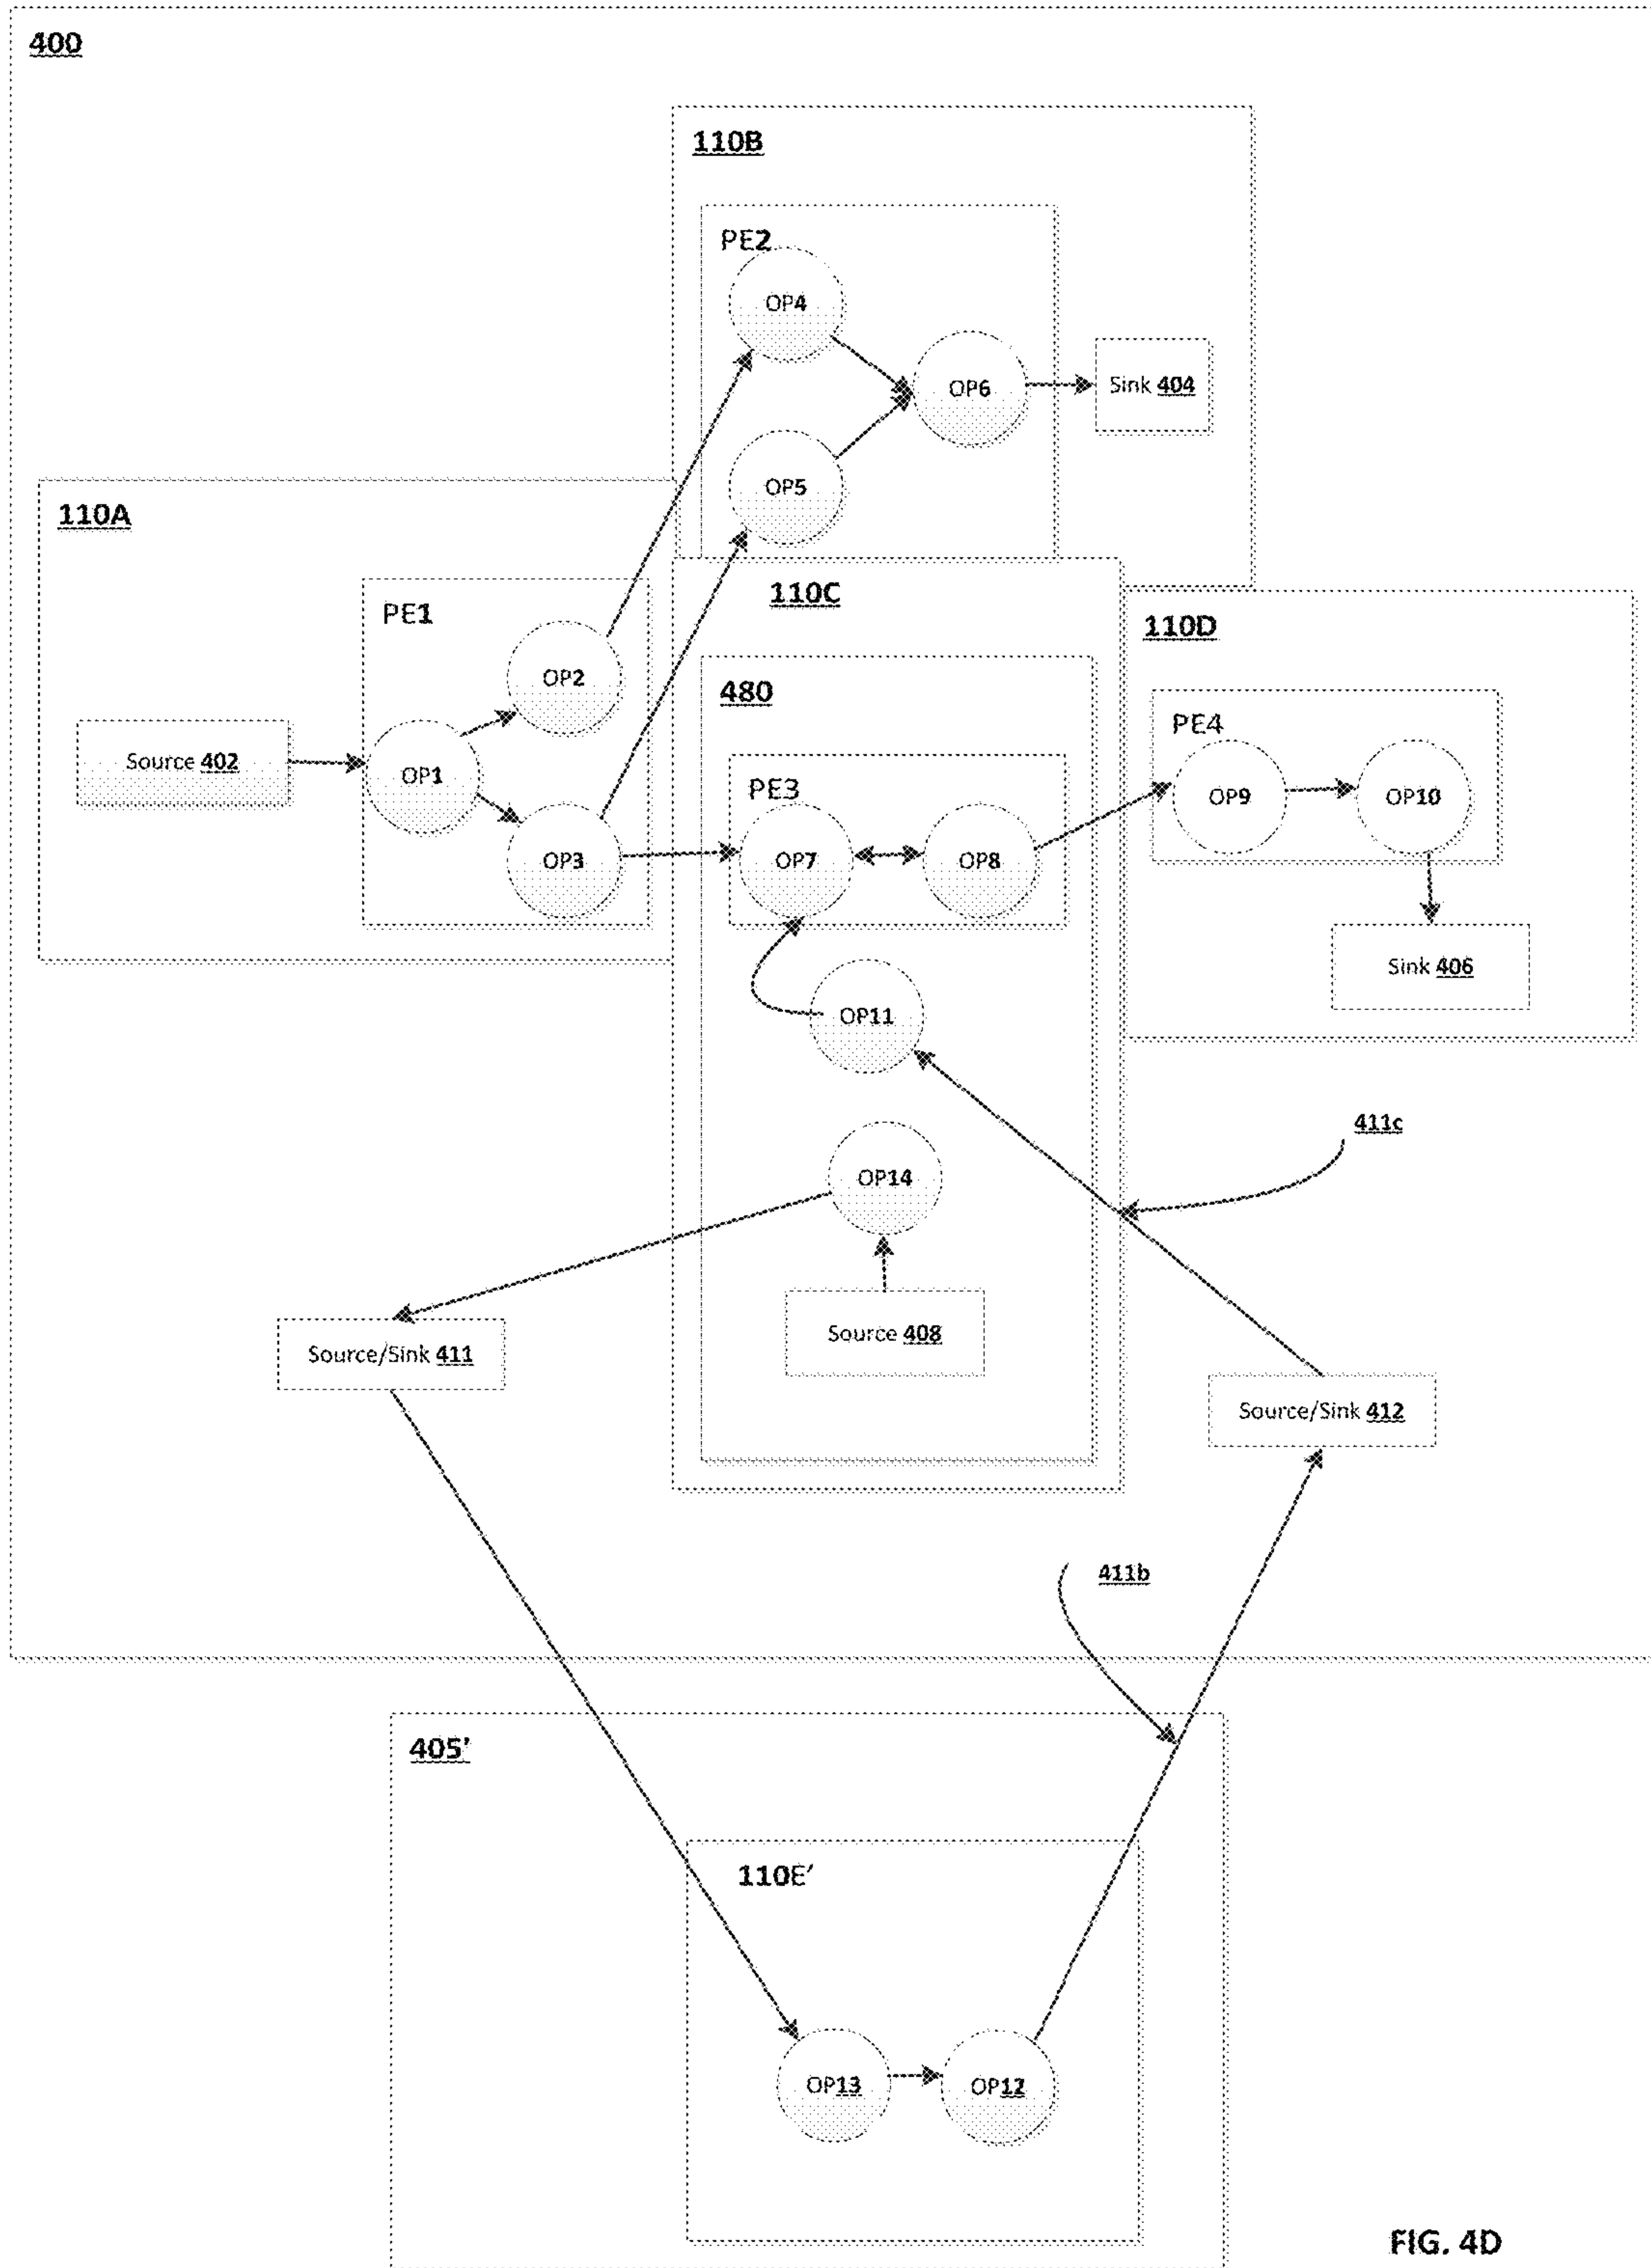 400
110B
PE2
OP4
OP6
Sink 404
OP5
110A
110C
PE1
110D
OP2
480
PE4
Source 402
OP1
PE3
OP9
OP10
OP3
OP7
OP8
Sink 406
OP11
411c
OP14
Source 408
Source/Sink 411
Source/Sink 412
411b
405'
110E'
OP13
OP12
FIG. 4D